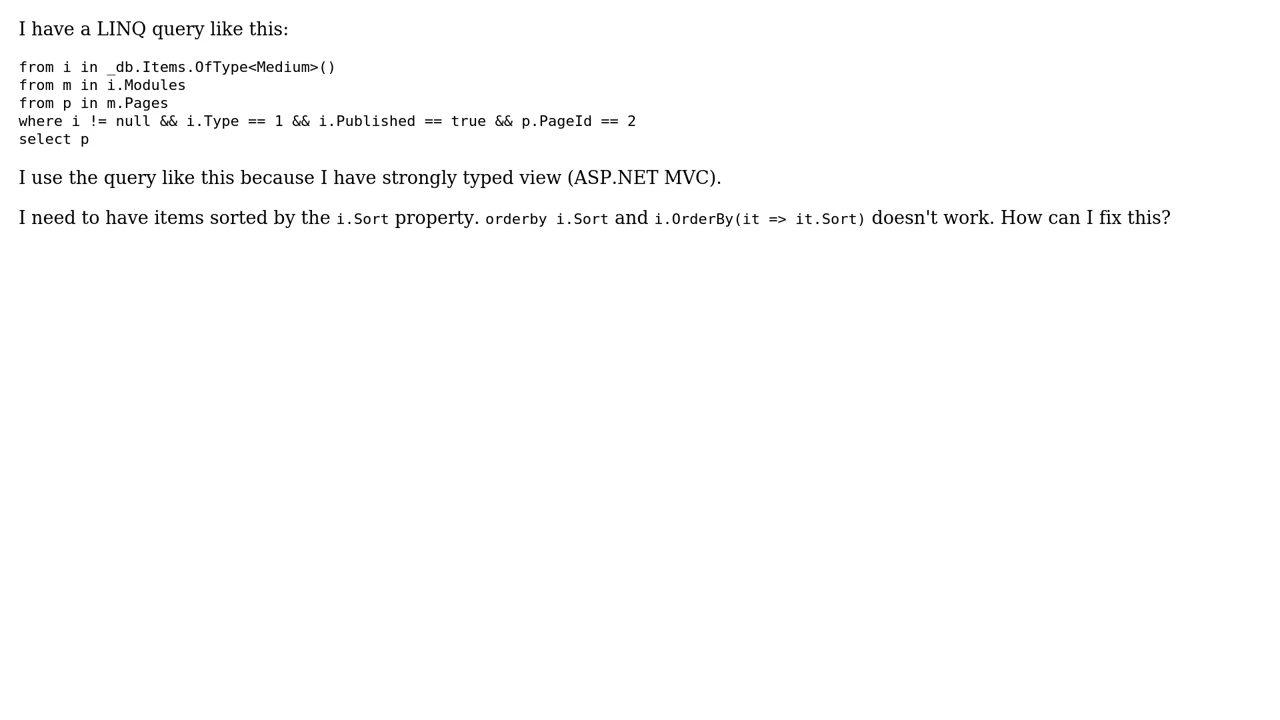 I have a LINQ query like this:
from i in _db.Items.OfType<Medium>()
from m in i.Modules
from p in m.Pages
where i != null && i.Type == 1 && i.Published == true && p.PageId == 2
select p
I use the query like this because I have strongly typed view (ASP.NET MVC).
I need to have items sorted by the i.Sort property. orderby i.Sort and i.OrderBy(it => it.Sort) doesn't work. How can I fix this?